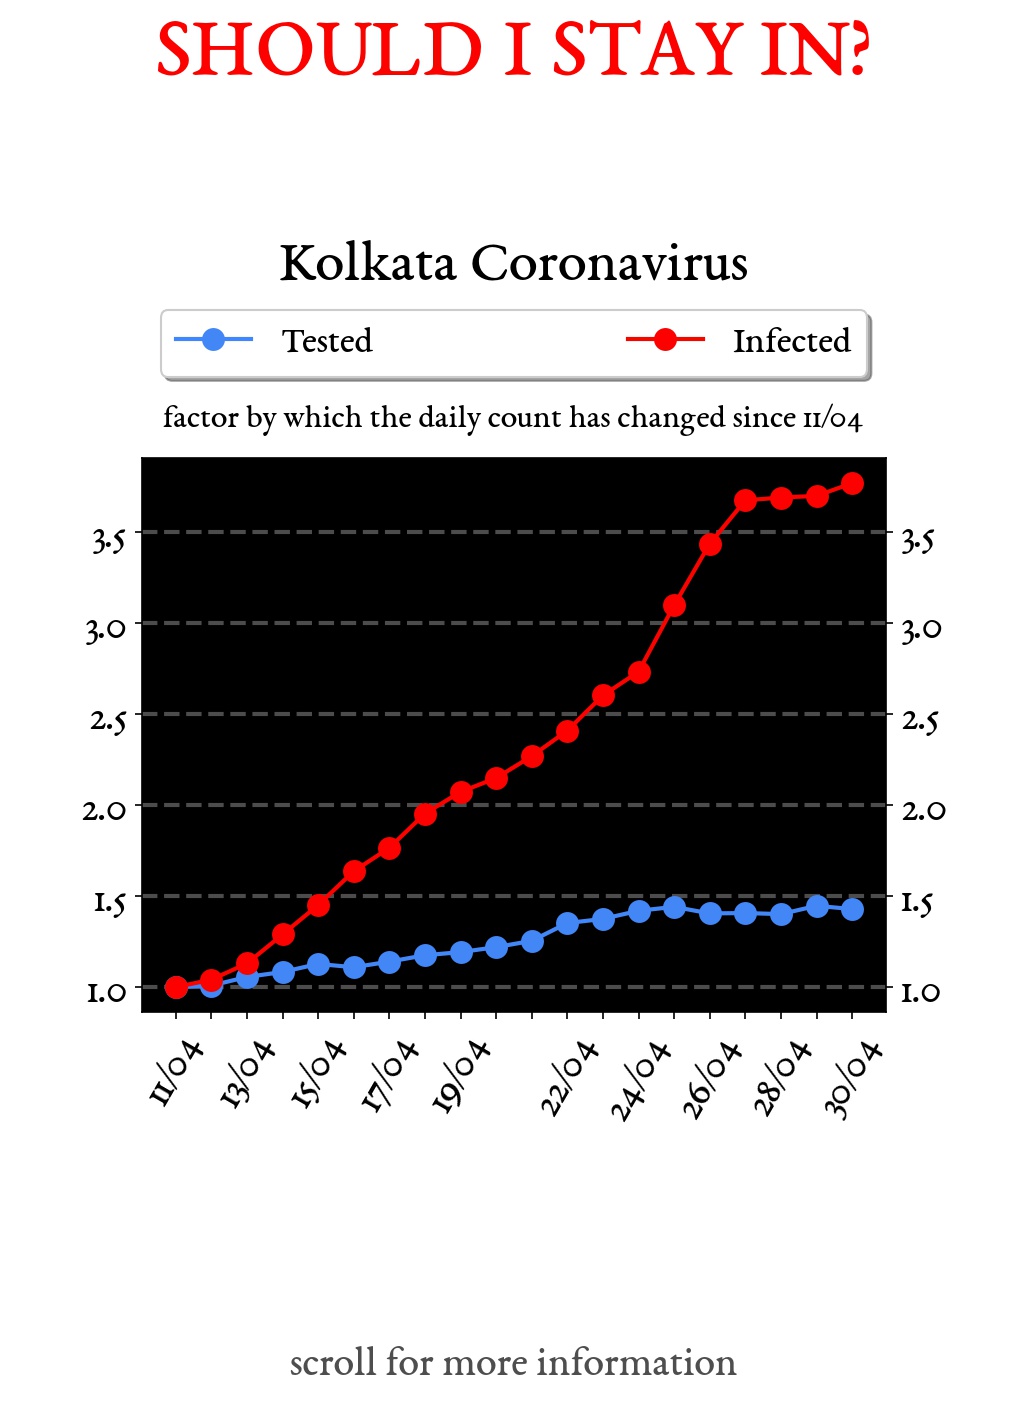 SHOULD I STAY IN?
Kolkata Coronavirus
Tested Infected
factor by which the daily count has changed since 11/04
3.5 3.5
3.0 3.0
2.5 2.5
2.0 2.0
1.5 1.5
1.0 1.0
11/04 13/04 15/04 17/04 19/04 22/04 24/04 26/04 28/04 30/04
scroll for more information